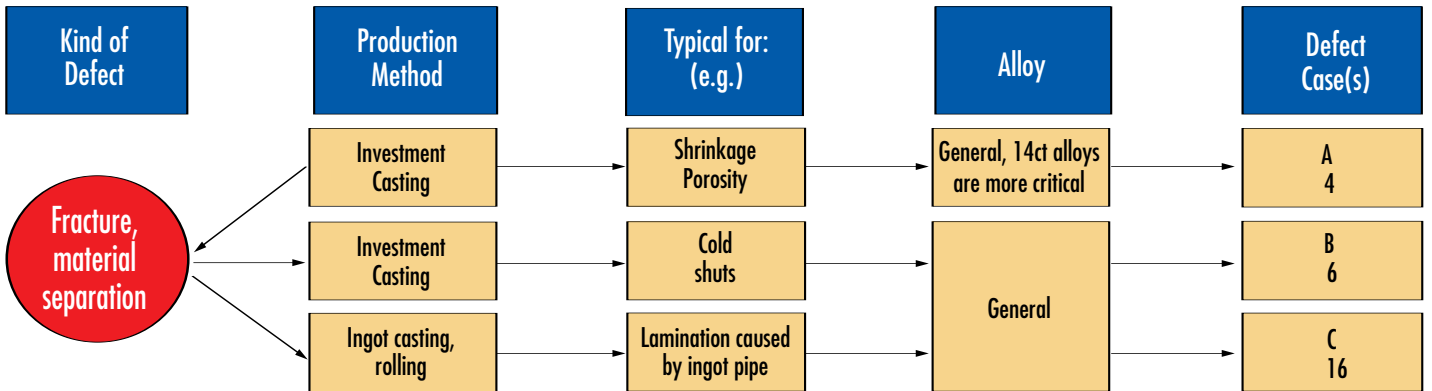 Kind of
Defect
Production
Method
Typical for:
(e.g.)
Alloy
Defect
Case(s)
Fracture,
material
separation
Investment
Casting
Shrinkage
Porosity
General, 14ct alloys
are more critical
A
4
Investment
Casting
Cold
shuts
General
B
6
Ingot casting,
rolling
Lamination caused
by ingot pipe
C
16